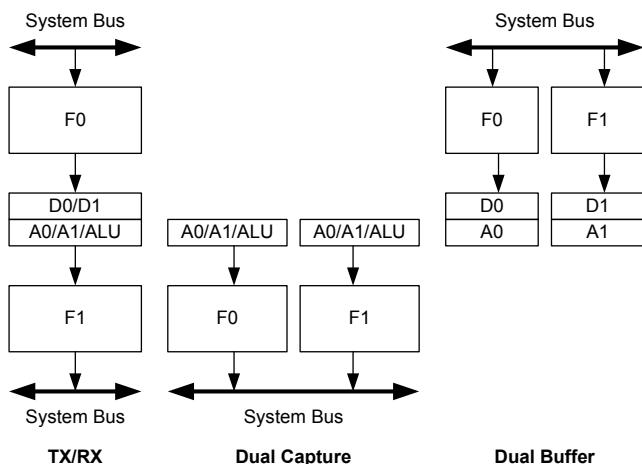 System Bus
F0
D0/D1
A0/A1/ALU
F1
System Bus
TX/RX
A0/A1/ALU
A0/A1/ALU
F0
F1
System Bus
Dual Capture
System Bus
F0
F1
D0
D1
A0
A1
Dual Buffer